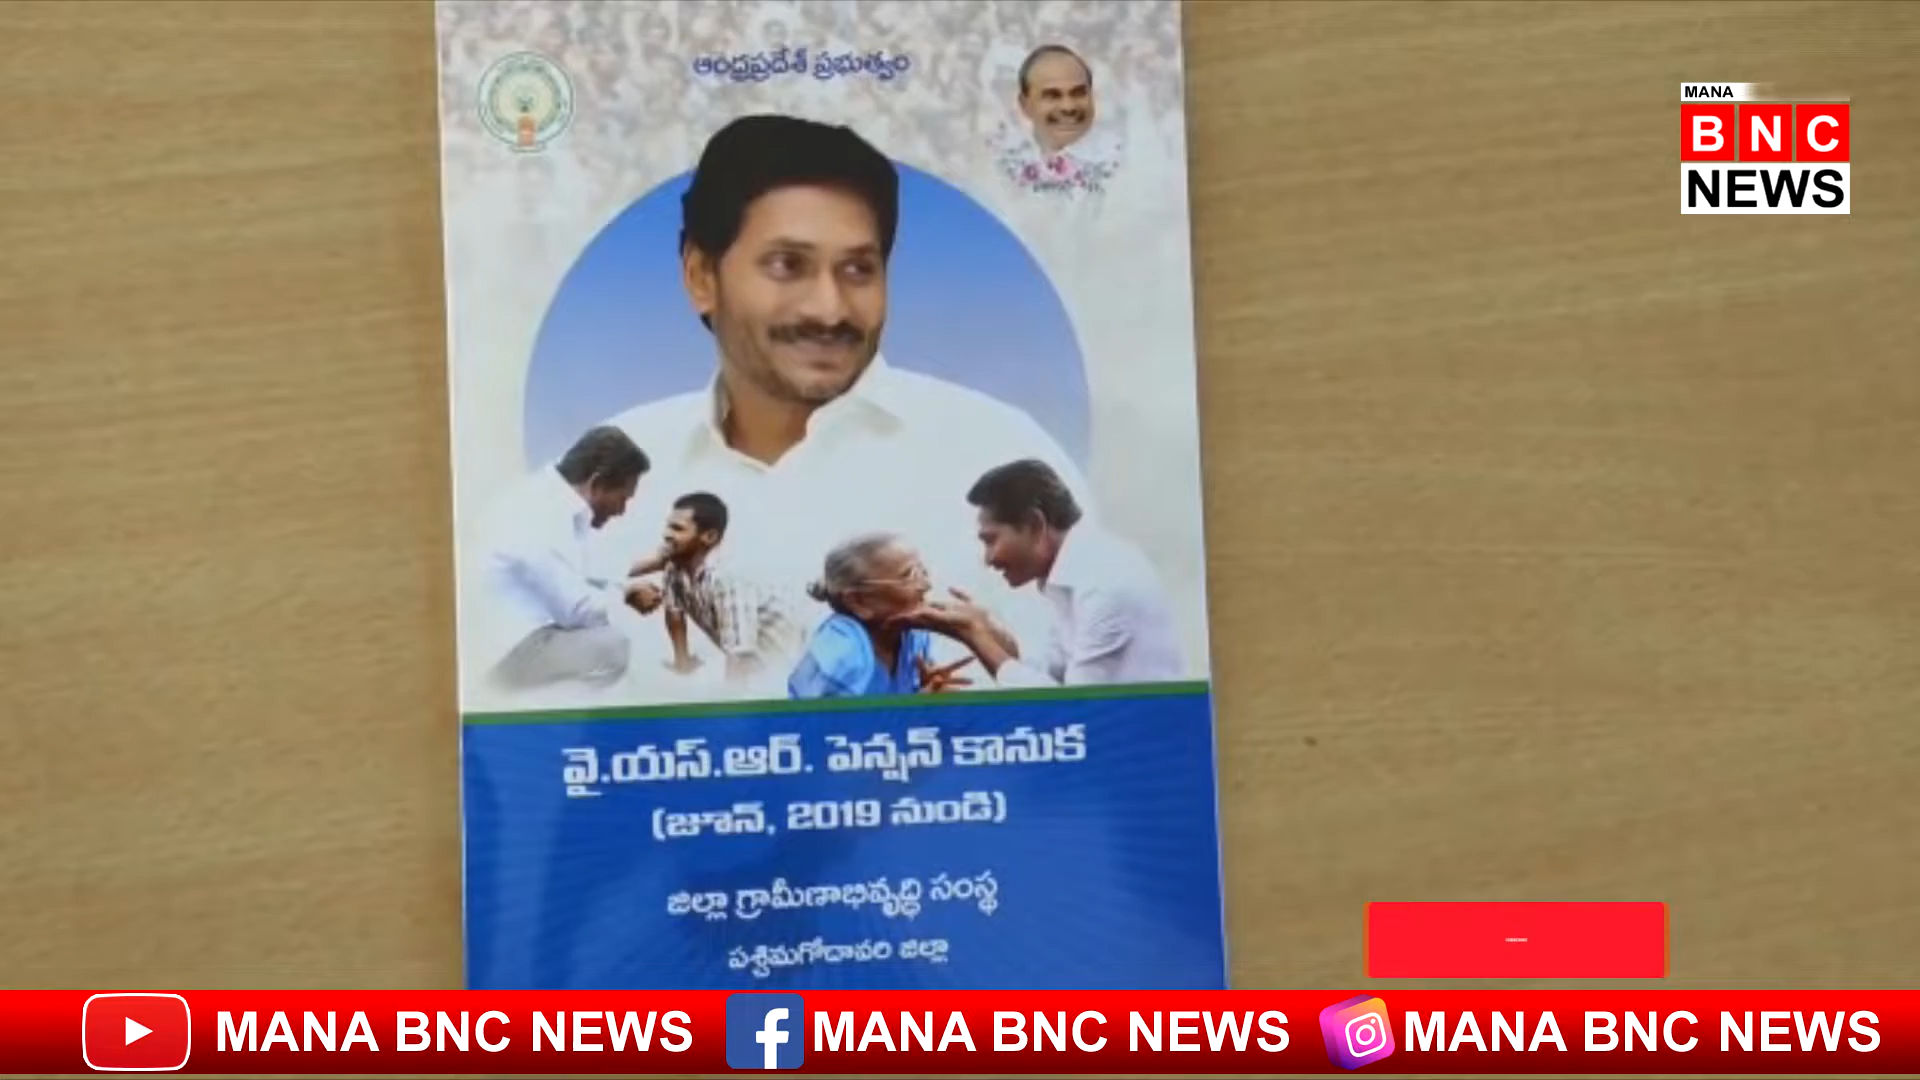 ఆంధ్రప్రదేశ్ ప్రభుత్వం
MANA
BNC
NEWS
వై.యస్.ఆర్. పెన్షన్ కానుక
(జూన్, 2019 నుండి)
జిల్లా గ్రామీణాభివృద్ధి సంస్థ
పశ్చిమగోదావరి జిల్లా
MANA BNC NEWS MANA BNC NEWS MANA BNC NEWS